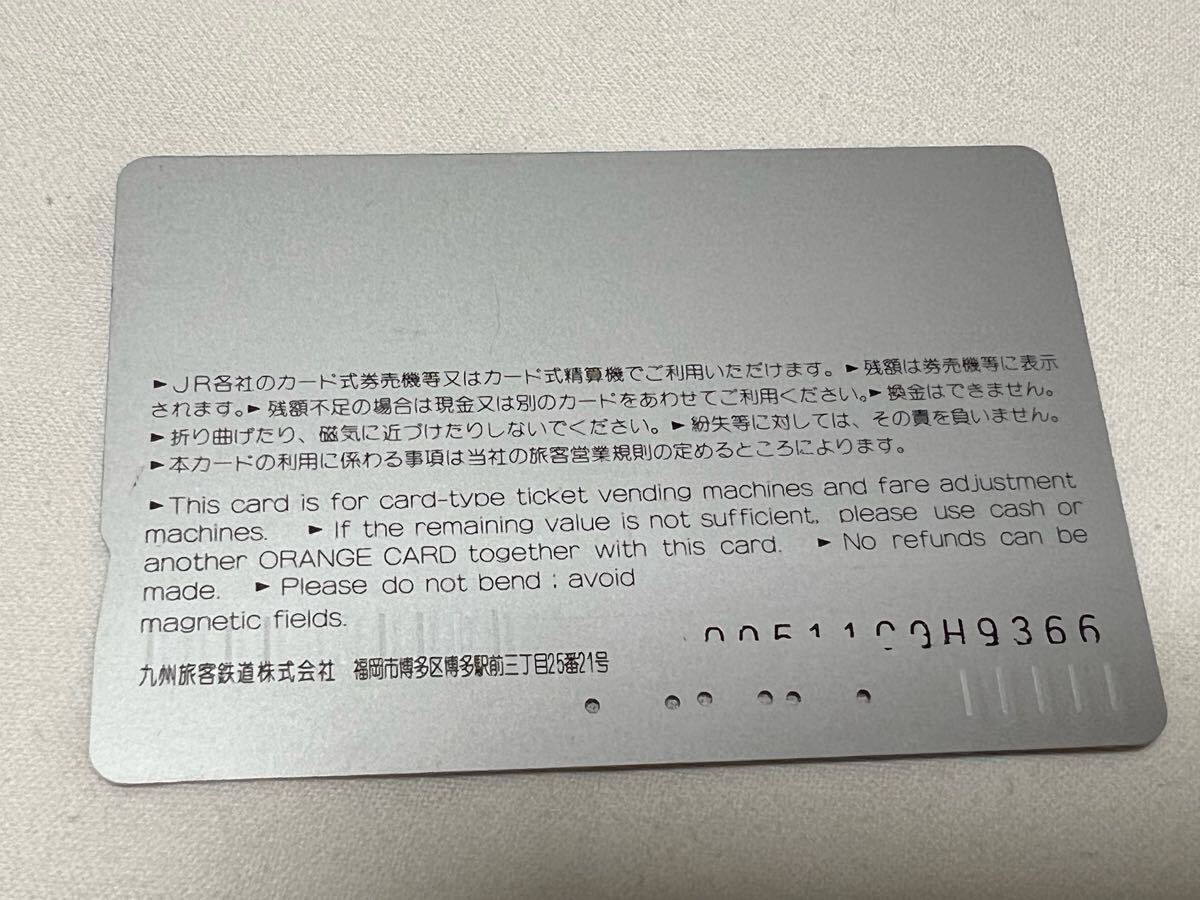 ►JR各社のカード式券売機等又はカード式精算機でご利用いただけます。►残額は券売機等に表示
されます。►残額不足の場合は現金又は別のカードをあわせてご利用ください。►換金はできません。
►折り曲げたり、磁気に近づけたりしないでください。►紛失等に対しては、その責を負いません。
►本カードの利用に係わる事項は当社の旅客営業規則の定めるところによります。
►This card is for card-type ticket vending machines and fare adjustment
machines. ►If the remaining value is not sufficient, please use cash or
another ORANGE CARD together with this card. ►No refunds can be
made. ►Please do not bend : avoid
magnetic fields.
九州旅客鉄道株式会社 福岡市博多区博多駅前三丁目25番21号